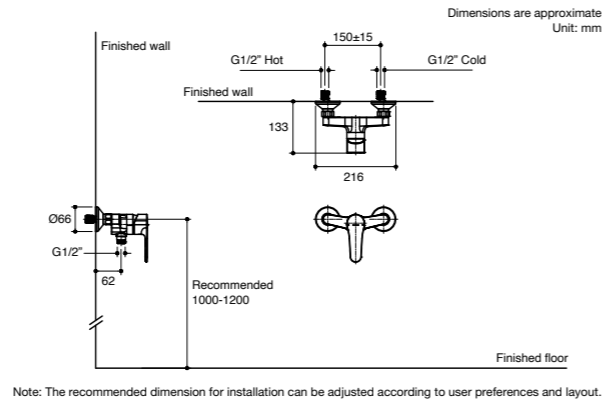 Dimensions are approximate
Unit: mm
Finished wall
150±15
G1/2” Hot
G1/2” Cold
Finished wall
133
216
Ø66
G1/2”
62
Recommended
1000-1200
Finished floor
Note: The recommended dimension for installation can be adjusted according to user preferences and layout.